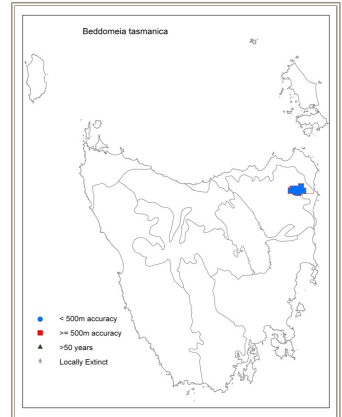 Beddomeia tasmanica
< 500m accuracy
>= 500m accuracy
>50 years
Locally Extinct